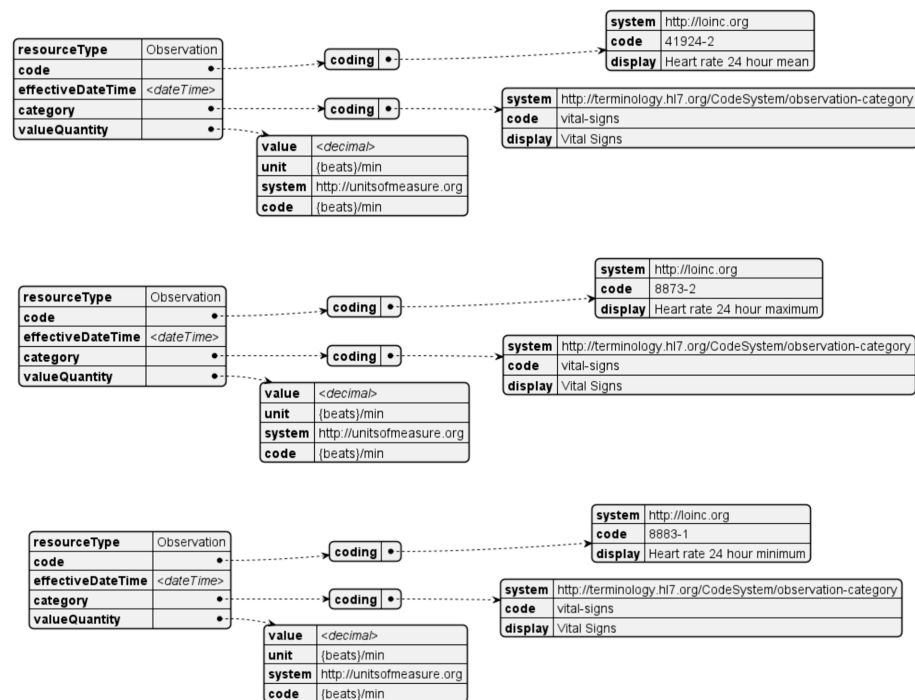 system http://loinc.org
resourceType Observation
code 41924-2
coding
code
display Heart rate 24 hour mean
effectiveDateTime <dateTime>
system http://terminology.hl7.org/CodeSystem/observation-category
category
coding
code vital-signs
valueQuantity
display Vital Signs
value <decimal>
unit {beats}/min
system http://unitsofmeasure.org
code {beats}/min
system http://loinc.org
resourceType Observation
code 8873-2
coding
code
display Heart rate 24 hour maximum
effectiveDateTime <dateTime>
system http://terminology.hl7.org/CodeSystem/observation-category
category
coding
code vital-signs
valueQuantity
display Vital Signs
value <decimal>
unit {beats}/min
system http://unitsofmeasure.org
code {beats}/min
system http://loinc.org
resourceType Observation
code 8883-1
coding
code
display Heart rate 24 hour minimum
effectiveDateTime <dateTime>
system http://terminology.hl7.org/CodeSystem/observation-category
category
coding
code vital-signs
valueQuantity
display Vital Signs
value <decimal>
unit {beats}/min
system http://unitsofmeasure.org
code {beats}/min